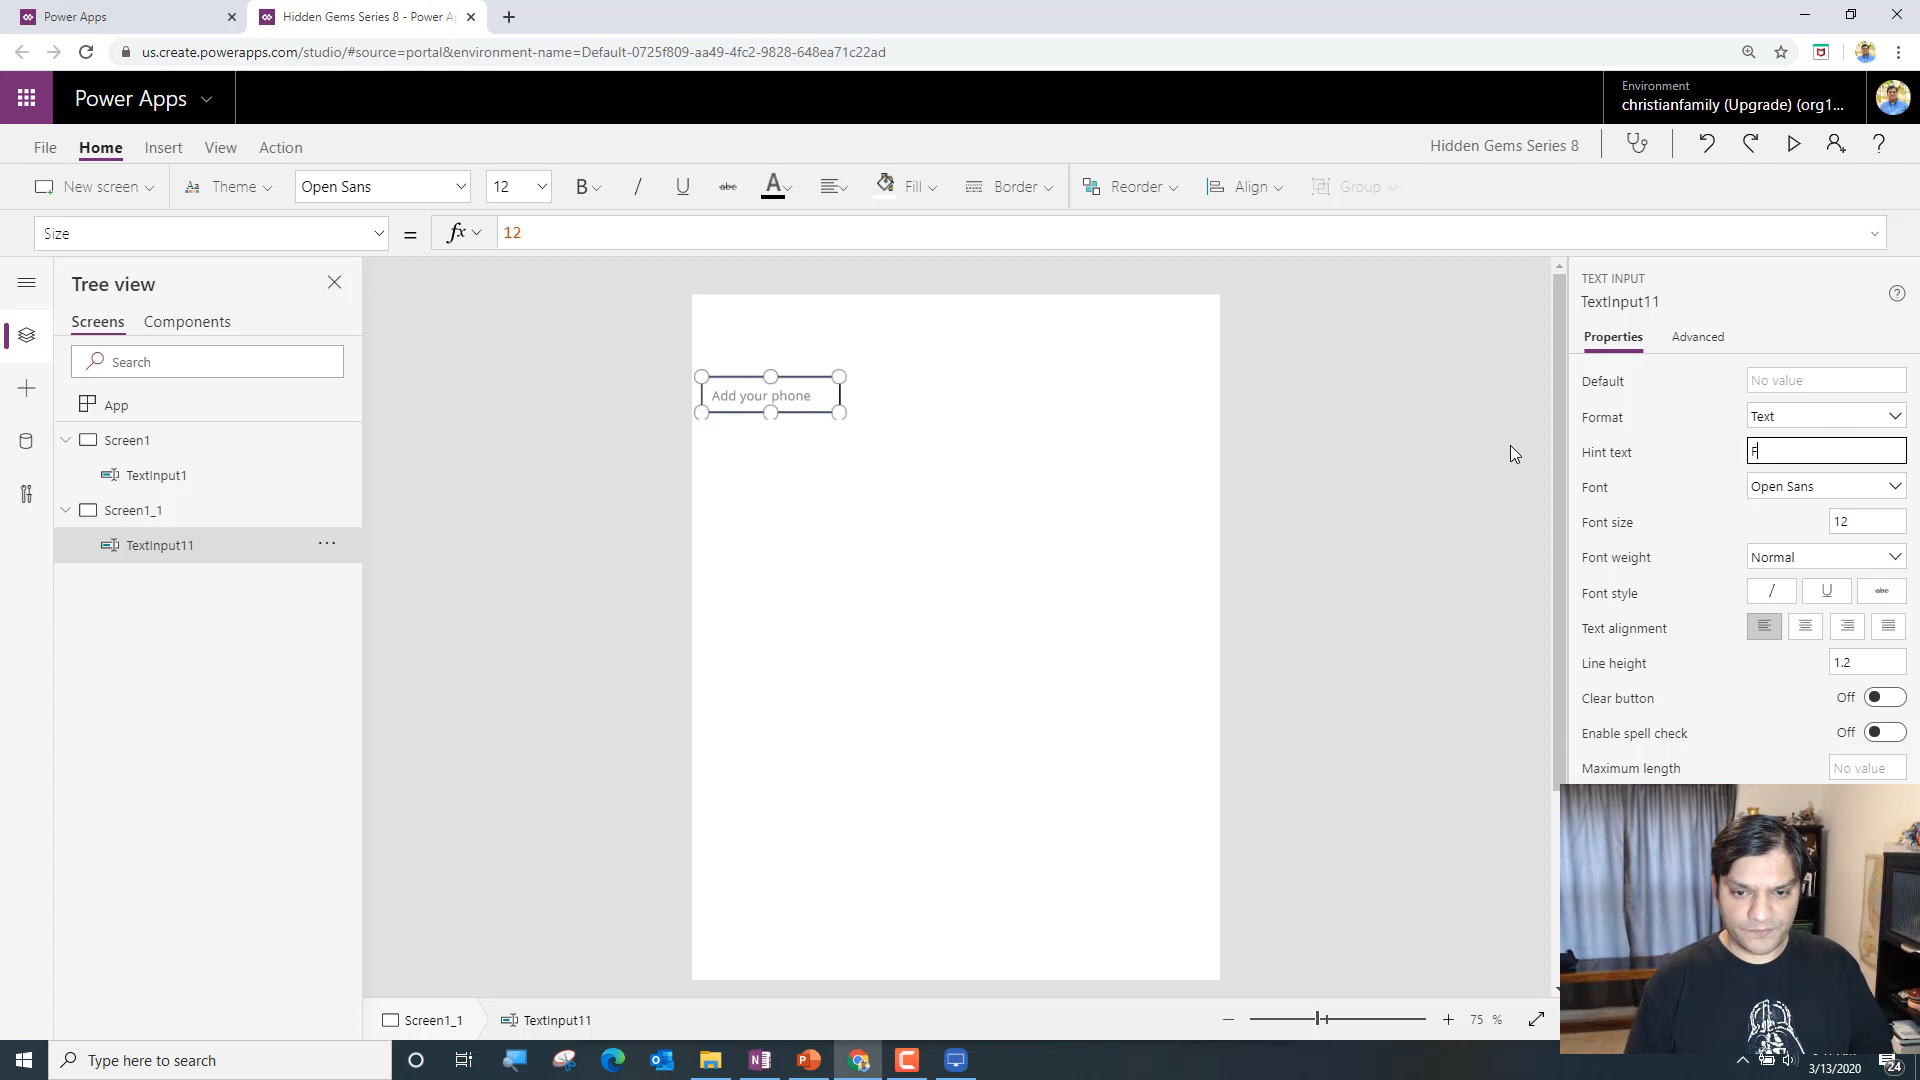 Power Apps
Hidden Gems Series 8 - Power Ap
us.create.powerapps.com/studio/#source=portal&environment-name=Default-0725f809-aa49-4fc2-9828-648ea71c22ad
Power Apps
Environment
christianfamily (Upgrade) (org1...
File
Home
Insert
View
Action
Hidden Gems Series 8
New screen
Theme
Open Sans
12
B
Fill
Border
Reorder
Align
Group
Size
=
fx
12
Tree view
Screens
Components
Search
App
Screen1
TextInput1
Screen1_1
TextInput11
Add your phone
TEXT INPUT
TextInput11
Properties
Advanced
Default
No value
Format
Text
Hint text
F
Font
Open Sans
Font size
12
Font weight
Normal
Font style
Text alignment
Line height
1.2
Clear button
Off
Enable spell check
Off
Maximum length
No value
Screen1_1
TextInput11
75 %
Type here to search
3/13/2020
24